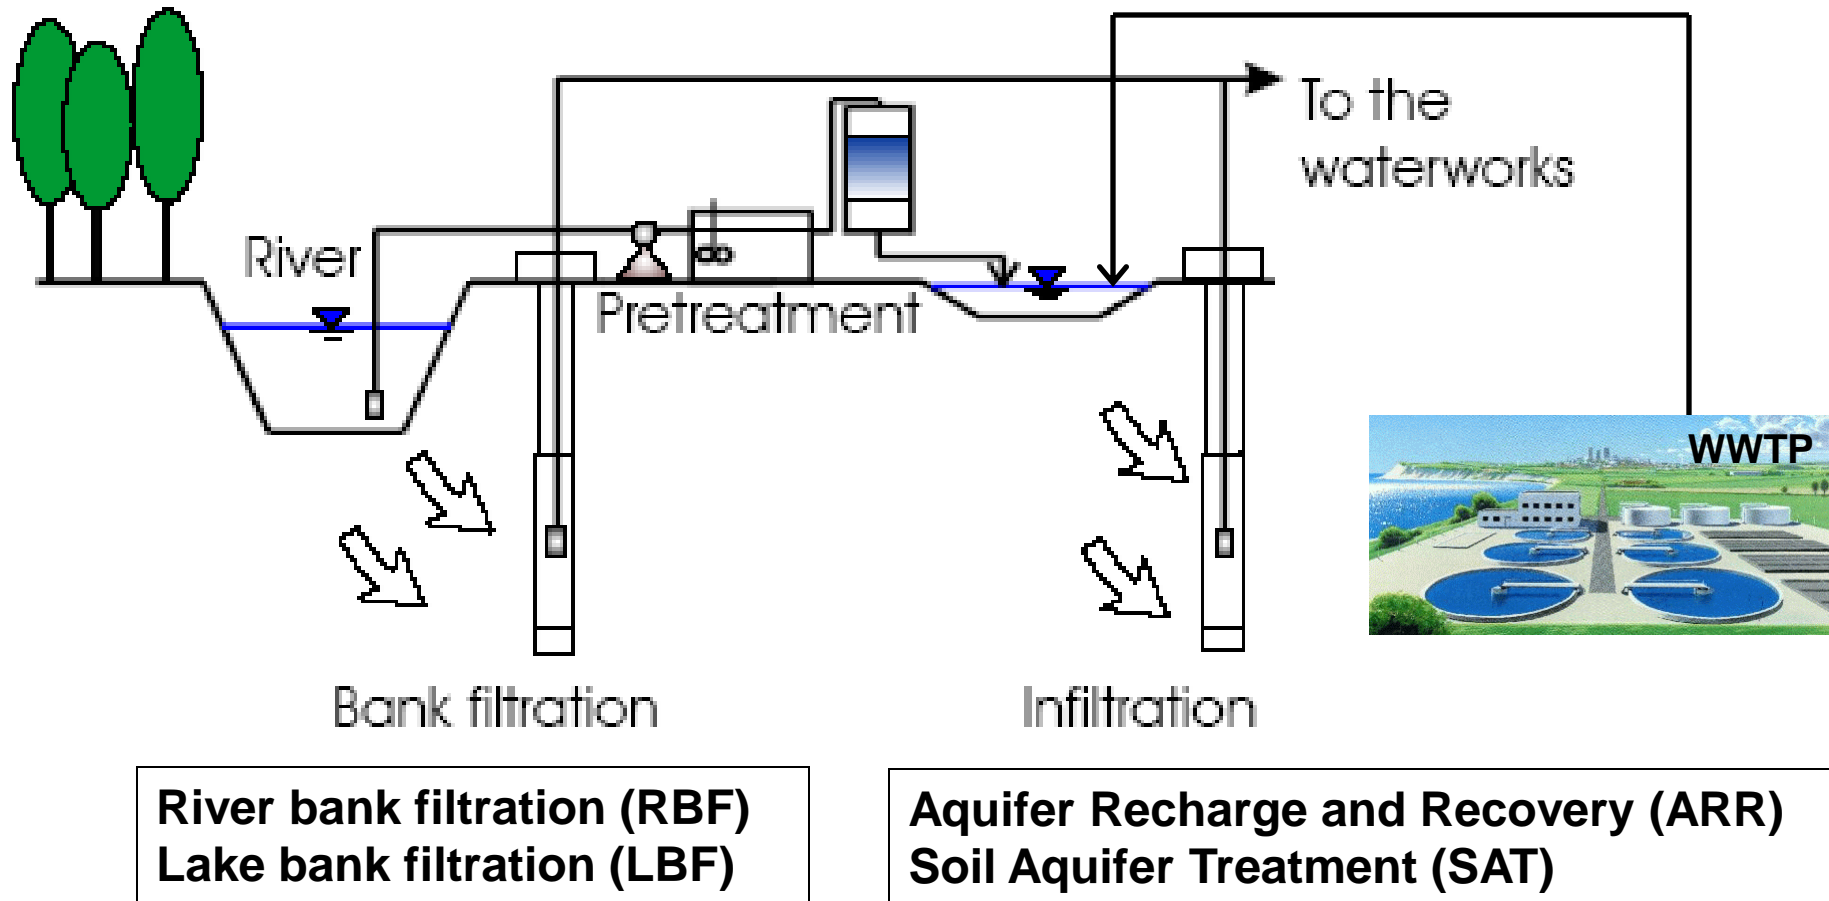 To the
waterworks
River
Pretreatment
WWTP
Bank filtration
Infiltration
River bank filtration (RBF)
Lake bank filtration (LBF)
Aquifer Recharge and Recovery (ARR)
Soil Aquifer Treatment (SAT)